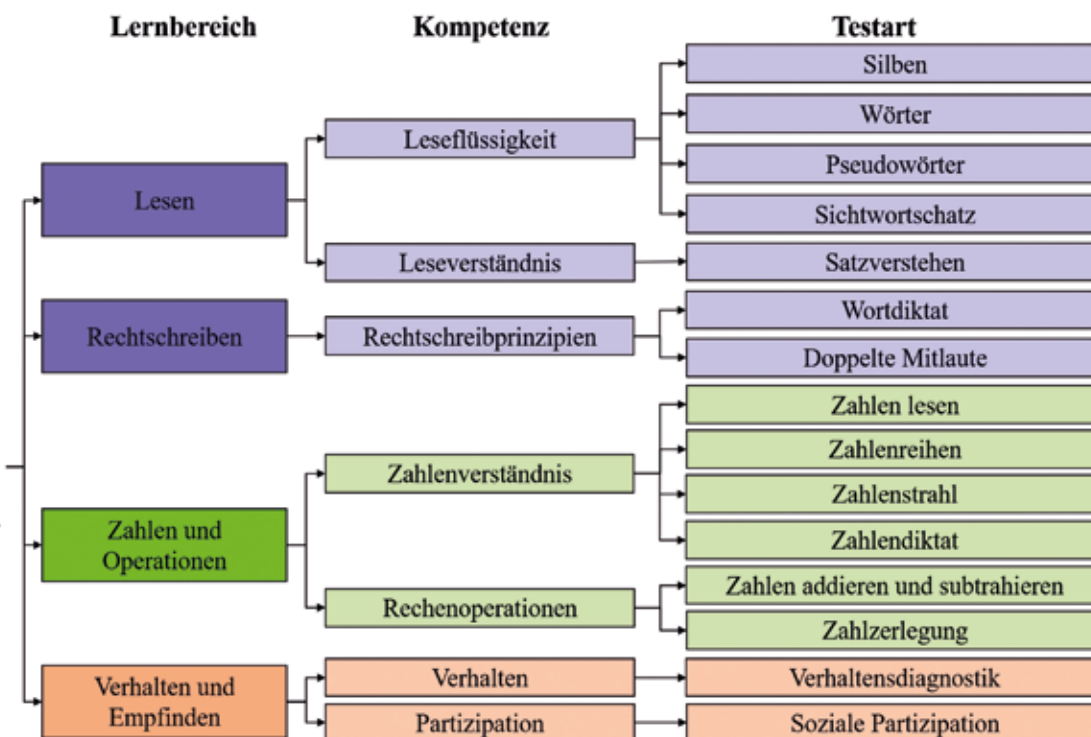 Lernbereich
Kompetenz
Testart
Lesen
Leseflüssigkeit
Silben
Wörter
Pseudowörter
Sichtwortschatz
Leseverständnis
Satzverstehen
Rechtschreiben
Rechtschreibprinzipien
Wortdiktat
Doppelte Mitlaute
Zahlen und
Operationen
Zahlenverständnis
Zahlen lesen
Zahlenreihen
Zahlenstrahl
Zahlendiktat
Rechenoperationen
Zahlen addieren und subtrahieren
Zahlzerlegung
Verhalten und
Empfinden
Verhalten
Verhaltensdiagnostik
Partizipation
Soziale Partizipation